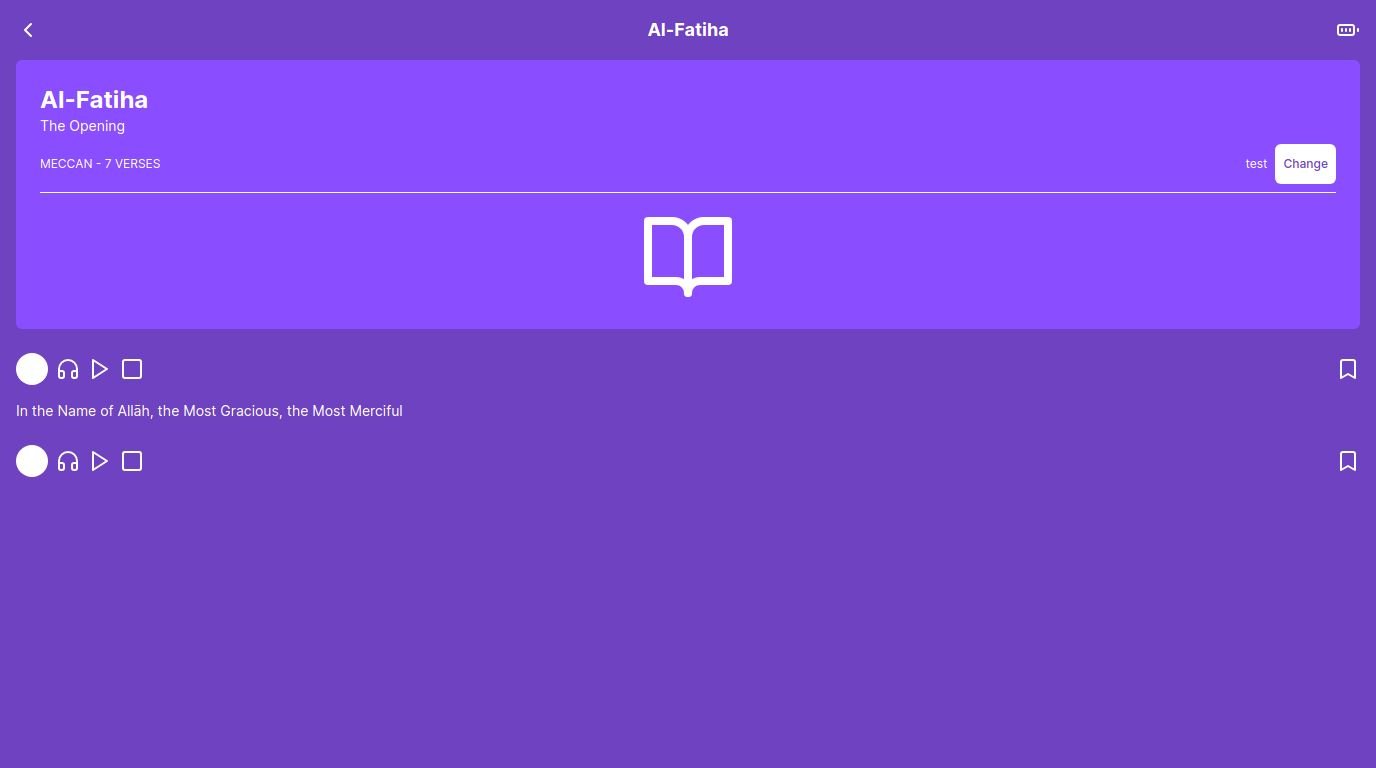 Al-Fatiha
Al-Fatiha
The Opening
MECCAN - 7 VERSES
test
Change
In the Name of Allāh, the Most Gracious, the Most Merciful